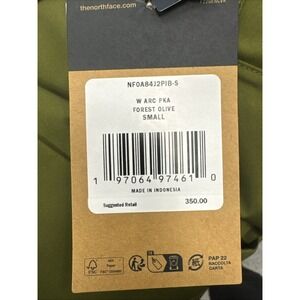 thenorthface.com
NF0A84J2PIB-S
W ARC PKA
FOREST OLIVE
SMALL
1 97064 97461 0
MADE IN INDONESIA
Suggested Retail 350.00
FSC
PAP 22
RACCOLTA
CARTA